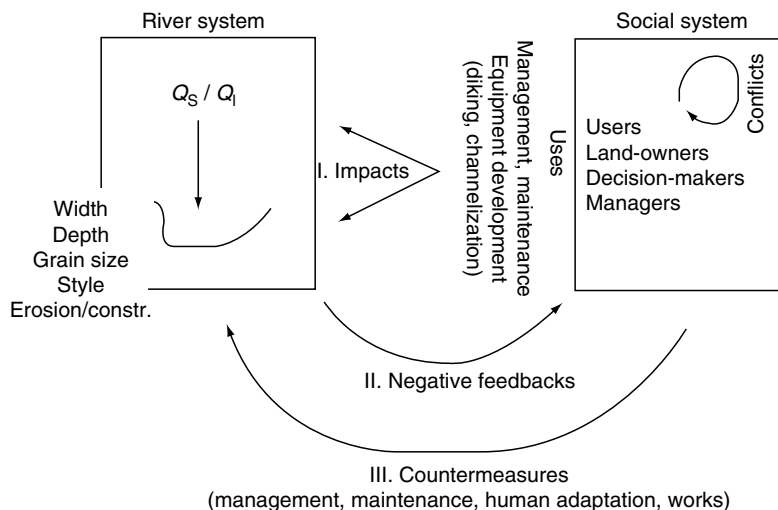 River system
Social system
QS / Ql
I. Impacts
Width
Depth
Grain size
Style
Erosion/constr.
Management, maintenance
Equipment development
(diking, channelization)
Uses
Conflicts
Users
Land-owners
Decision-makers
Managers
II. Negative feedbacks
III. Countermeasures
(management, maintenance, human adaptation, works)